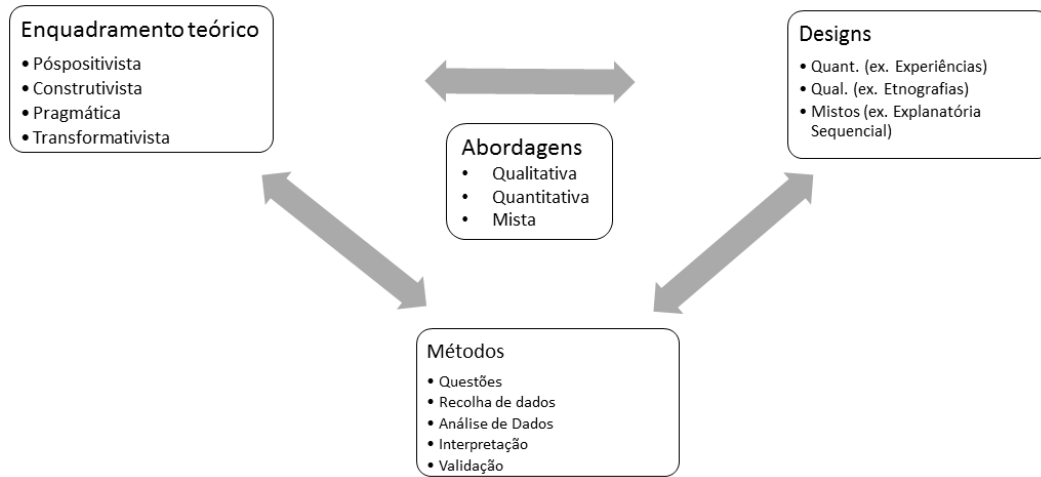 Enquadramento teórico
• Póspositivista
• Construtivista
• Pragmática
• Transformativista
Designs
• Quant. (ex. Experiências)
• Qual. (ex. Etnografias)
• Mistos (ex. Explanatória
Sequencial)
Abordagens
• Qualitativa
• Quantitativa
• Mista
Métodos
• Questões
• Recolha de dados
• Análise de Dados
• Interpretação
• Validação